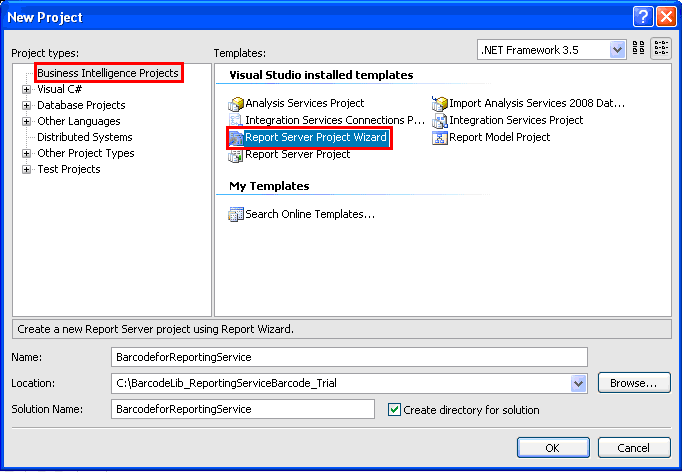 New Project
Project types:
Templates:
.NET Framework 3.5
Business Intelligence Projects
Visual C#
Database Projects
Other Languages
Distributed Systems
Other Project Types
Test Projects
Visual Studio installed templates
Analysis Services Project
Import Analysis Services 2008 Dat...
Integration Services Connections P...
Integration Services Project
Report Server Project Wizard
Report Model Project
Report Server Project
My Templates
Search Online Templates...
Create a new Report Server project using Report Wizard.
Name:
BarcodeforReportingService
Location:
C:\BarcodeLib_ReportingServiceBarcode_Trial
Browse...
Solution Name:
BarcodeforReportingService
Create directory for solution
OK
Cancel